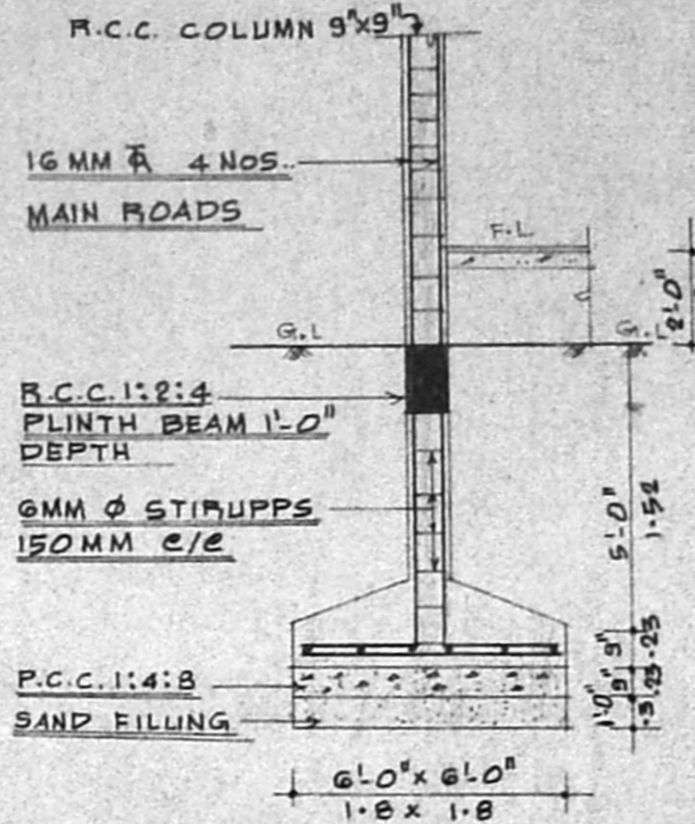 R.C.C. COLUMN 9"x9"
16 MM 4 NOS.
MAIN ROADS
F.L
2'-0"
G.L
G.L
R.C.C. 1:2:4
PLINTH BEAM 1'-0"
DEPTH
6MM Ø STIRUPPS
150 MM C/C
5'-0"
1.52
9"
.23
P.C.C. 1:4:8
9"
.23
SAND FILLING
1'-0"
.3
6'-0" x 6'-0"
1.8 x 1.8